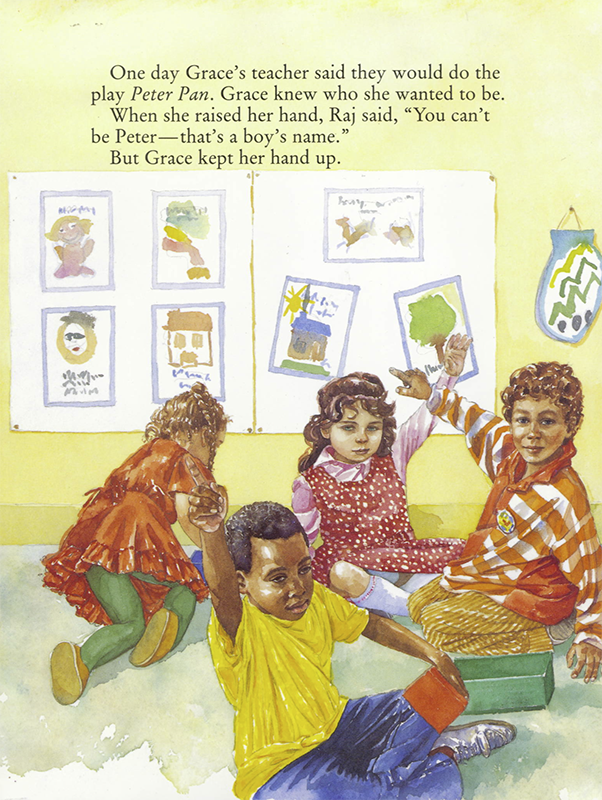 One day Grace’s teacher said they would do the
play Peter Pan. Grace knew who she wanted to be.
When she raised her hand, Raj said, “You can’t
be Peter—that’s a boy’s name.”
But Grace kept her hand up.